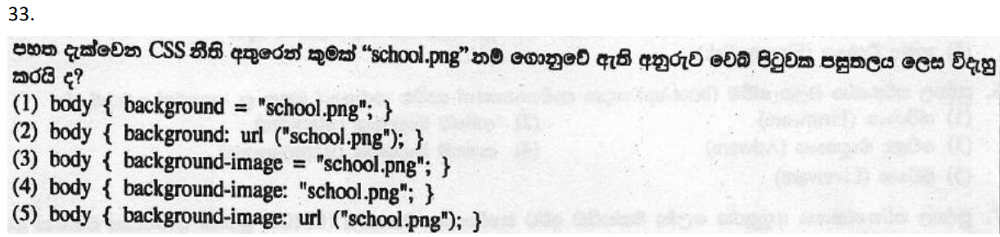 33.
පහත දැක්වෙන CSS නීති අතුරෙන් කුමක් “school.png” නම් ගොනුවේ ඇති අනුරුව වෙබ් පිටුවක පසුතලය ලෙස විදැහු
කරයි ද?
(1) body { background = "school.png"; }
(2) body { background: url ("school.png"); }
(3) body { background-image = "school.png"; }
(4) body { background-image: "school.png"; }
(5) body { background-image: url ("school.png"); }